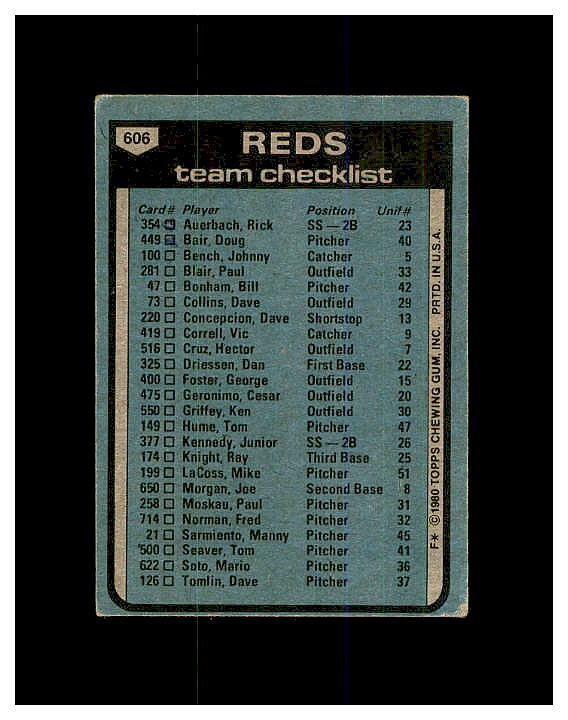 606
REDS
team checklist
Card# Player Position Unif#
354 Auerbach, Rick SS — 2B 23
449 Bair, Doug Pitcher 40
100 Bench, Johnny Catcher 5
281 Blair, Paul Outfield 33
47 Bonham, Bill Pitcher 42
73 Collins, Dave Outfield 29
220 Concepcion, Dave Shortstop 13
419 Correll, Vic Catcher 9
516 Cruz, Hector Outfield 7
325 Driessen, Dan First Base 22
400 Foster, George Outfield 15
475 Geronimo, Cesar Outfield 20
550 Griffey, Ken Outfield 30
149 Hume, Tom Pitcher 47
377 Kennedy, Junior SS — 2B 26
174 Knight, Ray Third Base 25
199 LaCoss, Mike Pitcher 51
650 Morgan, Joe Second Base 8
258 Moskau, Paul Pitcher 31
714 Norman, Fred Pitcher 32
21 Sarmiento, Manny Pitcher 45
500 Seaver, Tom Pitcher 41
622 Soto, Mario Pitcher 36
126 Tomlin, Dave Pitcher 37
F* © 1980 TOPPS CHEWING GUM, INC. PRTD. IN U.S.A.